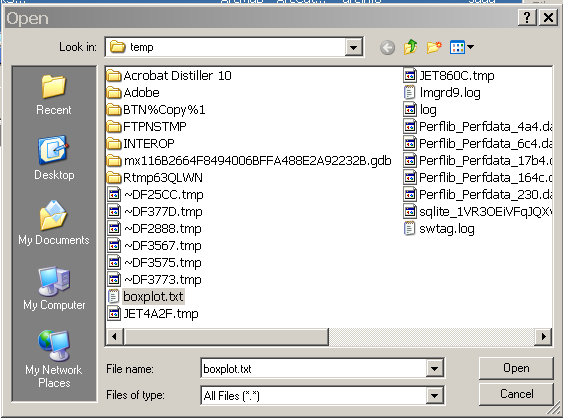 Open
Look in:
temp
Recent
Desktop
My Documents
My Computer
My Network
Places
Acrobat Distiller 10
Adobe
BTN%Copy%1
FTPNSTMP
INTEROP
mx116B2664F8494006BFFA488E2A92232B.gdb
Rtmp63QLWN
~DF25CC.tmp
~DF377D.tmp
~DF2888.tmp
~DF3567.tmp
~DF3575.tmp
~DF3773.tmp
boxplot.txt
JET4A2F.tmp
JET860C.tmp
lmgrd9.log
log
Perflib_Perfdata_4a4.da
Perflib_Perfdata_6c4.da
Perflib_Perfdata_17b4.c
Perflib_Perfdata_164c.c
Perflib_Perfdata_230.da
sqlite_1VR3OEiVFqJQX
swtag.log
File name:
boxplot.txt
Open
Files of type:
All Files (*.*)
Cancel